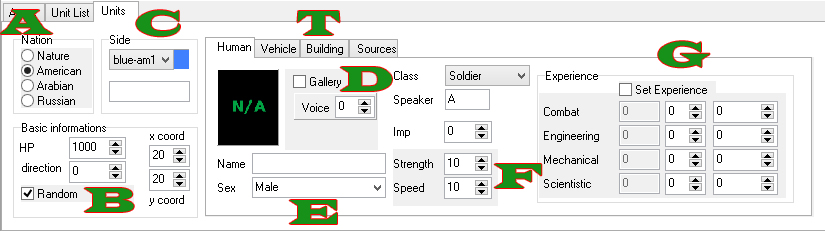 A Unit List Units
A C T G
Nation Side
Nature
American
Arabian
Russian
blue-am1
Human Vehicle Building Sources
N/A
Gallery D
Voice 0
Class Soldier
Speaker A
Imp 0
Experience
Set Experience
Combat 0 0 0
Engineering 0 0 0
Mechanical 0 0 0
Scientistic 0 0 0
Basic informations
HP 1000
direction 0
Random B
x coord
20
20
y coord
Name
Sex Male
E
Strength 10
Speed 10
F